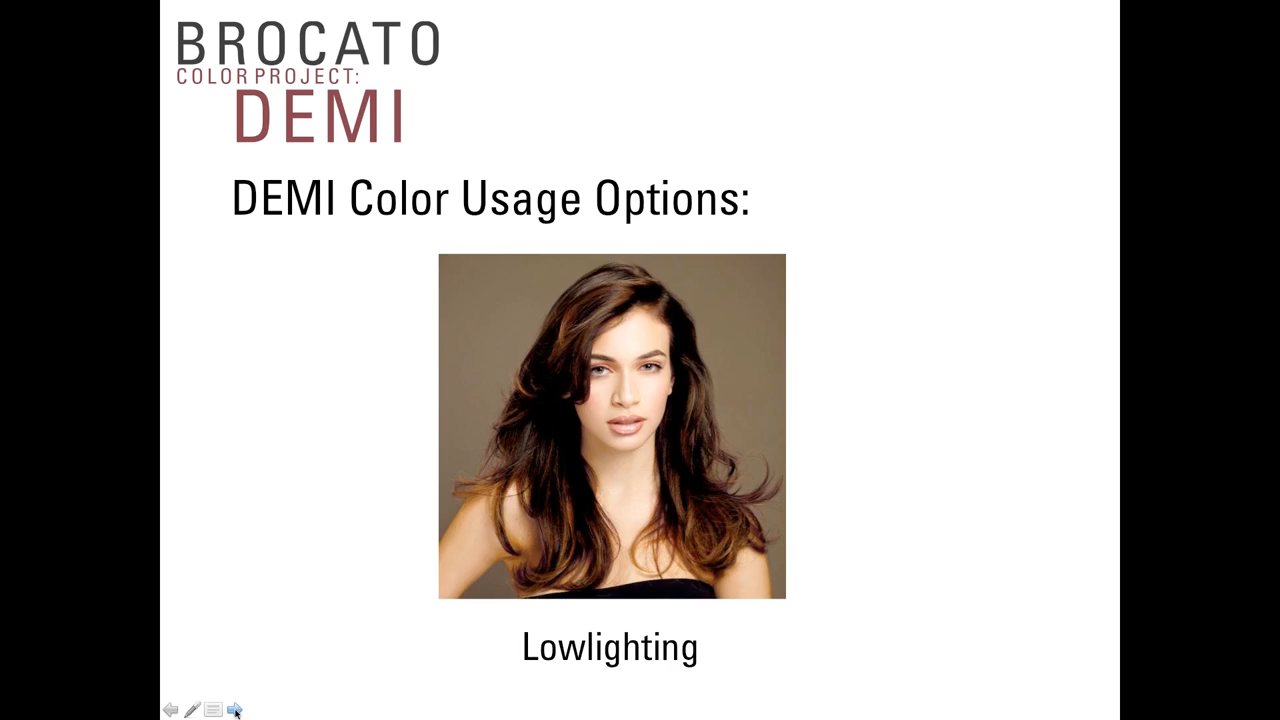 BROCATO
COLOR PROJECT:
DEMI
DEMI Color Usage Options:
Lowlighting